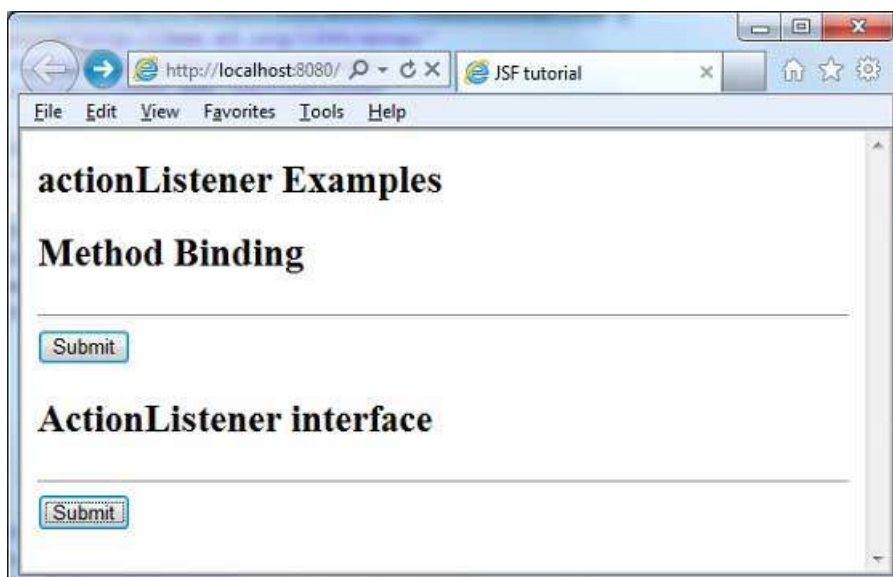 http://localhost:8080/
JSF tutorial
File Edit View Favorites Tools Help
actionListener Examples
Method Binding
Submit
ActionListener interface
Submit